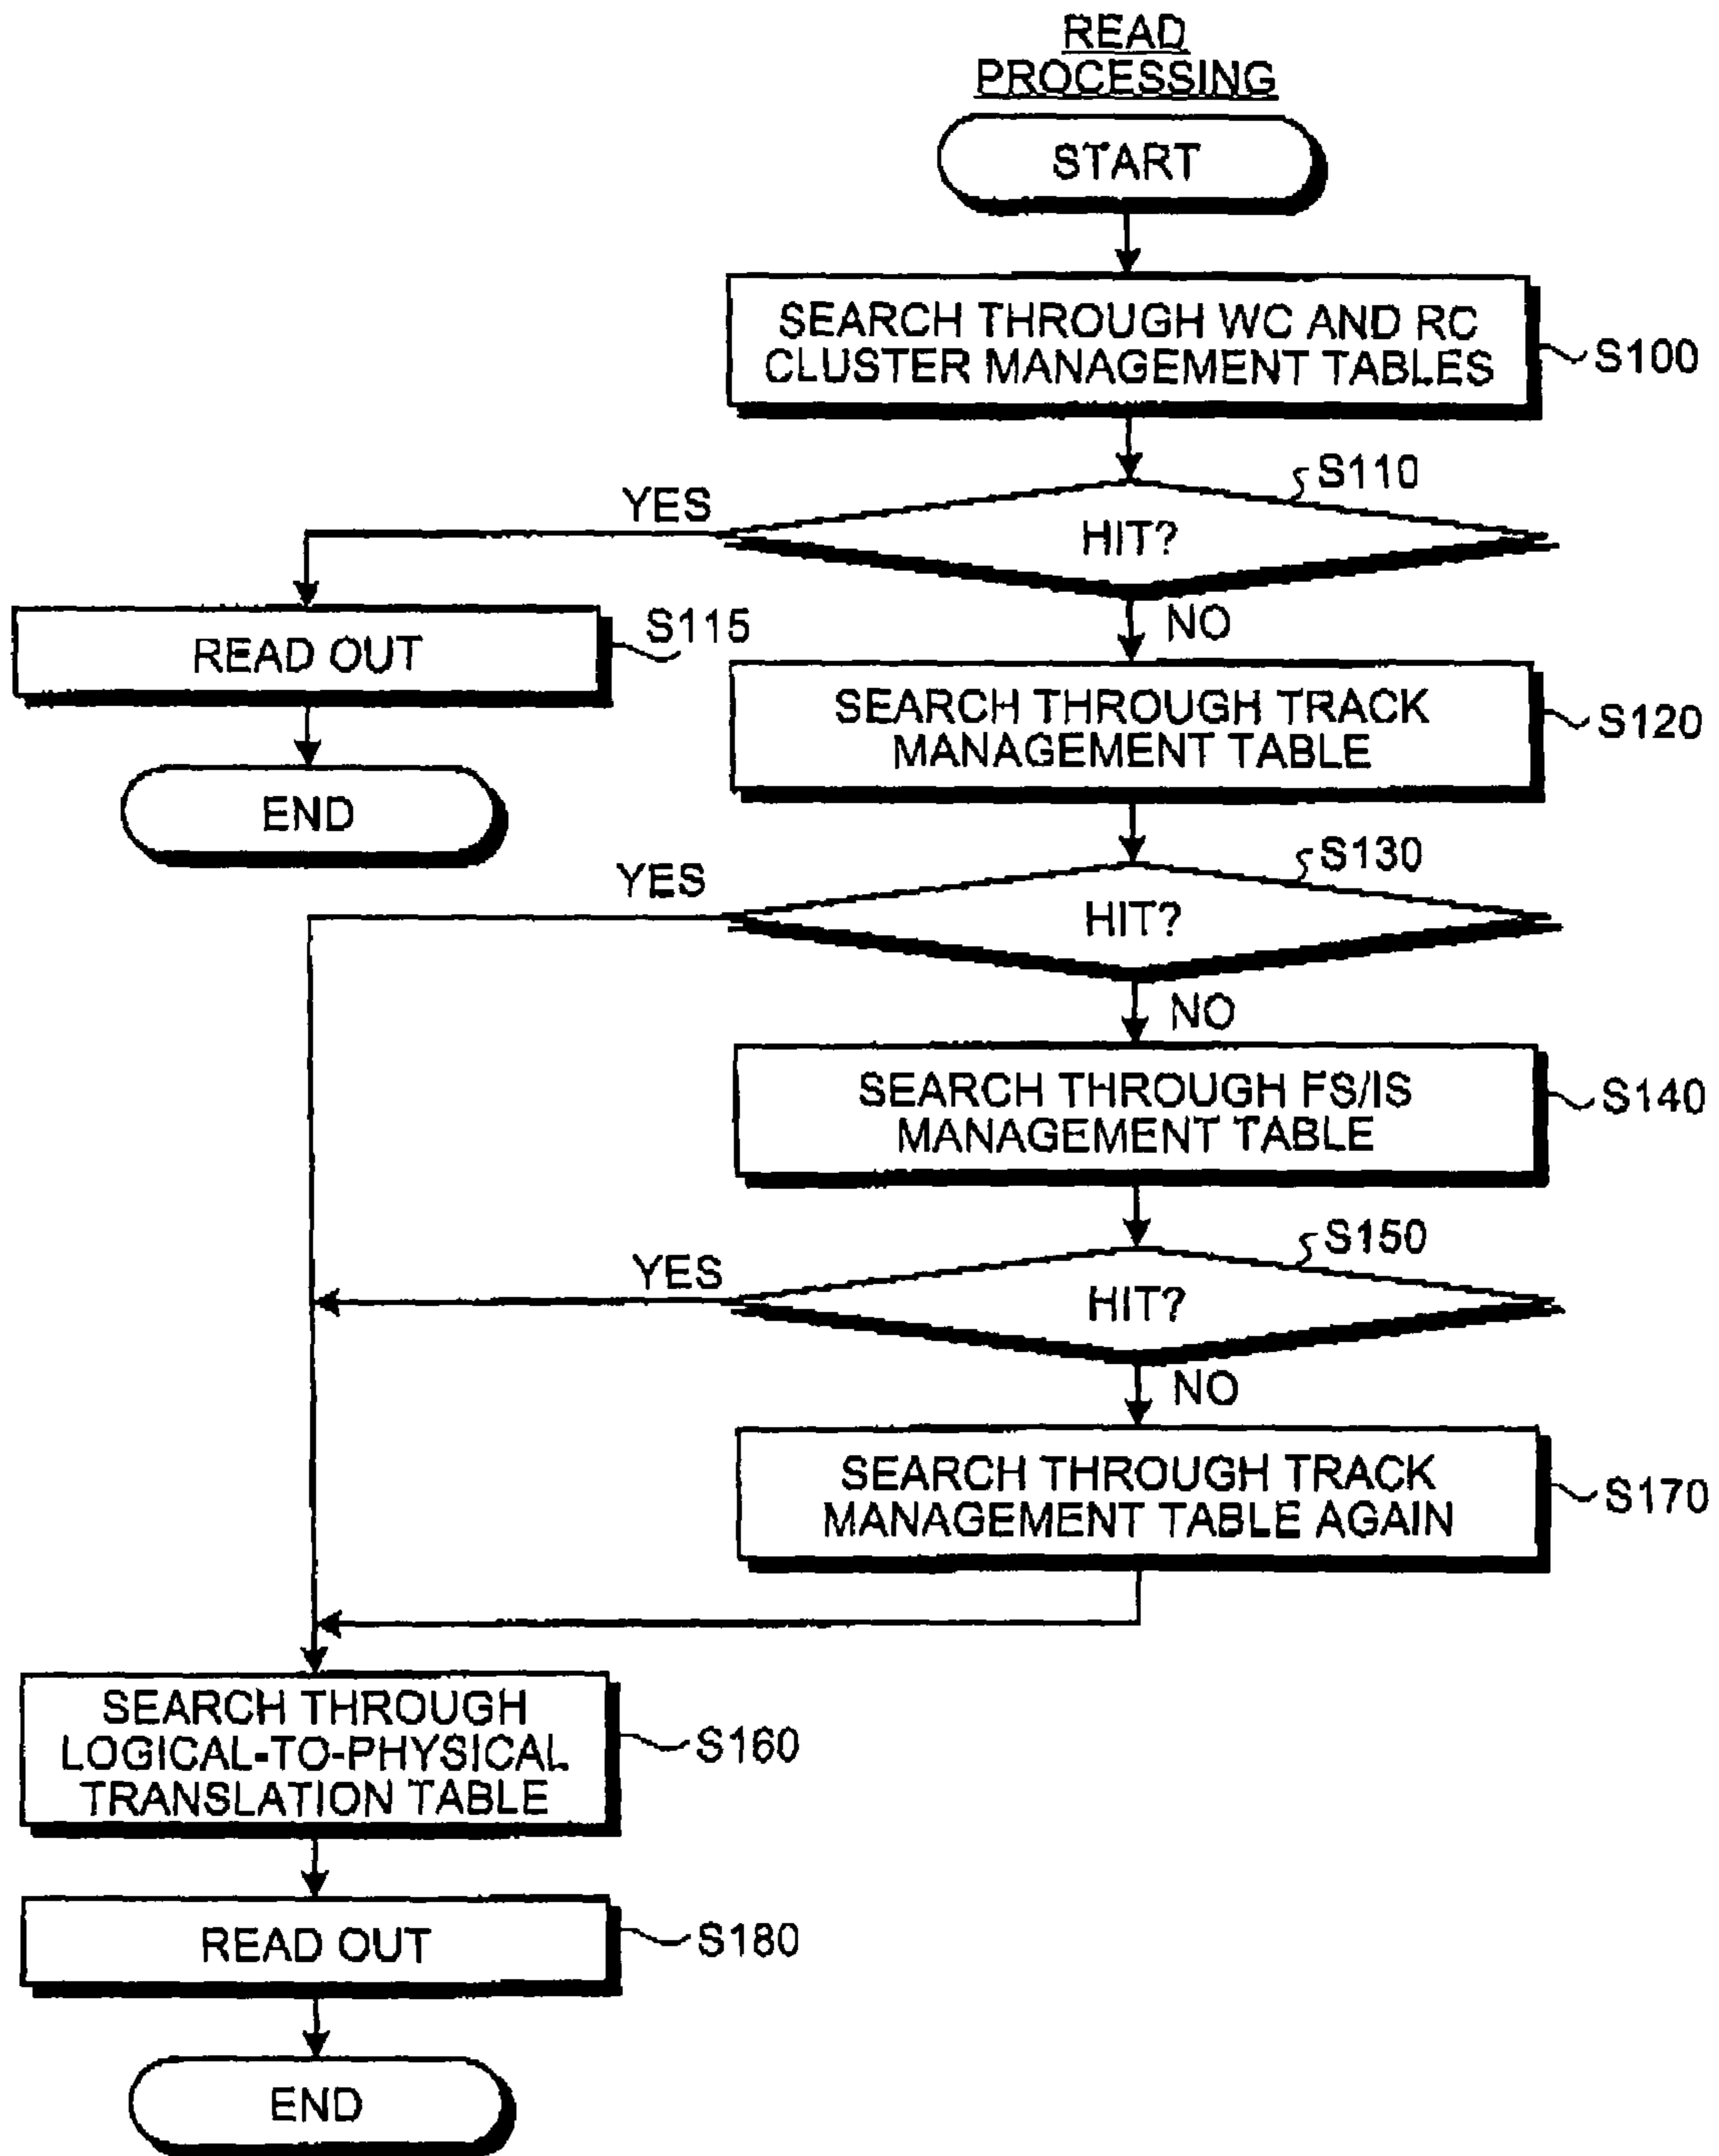 READ
PROCESSING
START
SEARCH THROUGH WC AND RC
CLUSTER MANAGEMENT TABLES
S100
S110
YES
HIT?
NO
READ OUT
S115
END
SEARCH THROUGH TRACK
MANAGEMENT TABLE
S120
S130
YES
HIT?
NO
SEARCH THROUGH FS/IS
MANAGEMENT TABLE
S140
S150
YES
HIT?
NO
SEARCH THROUGH TRACK
MANAGEMENT TABLE AGAIN
S170
SEARCH THROUGH
LOGICAL-TO-PHYSICAL
TRANSLATION TABLE
S160
READ OUT
S180
END